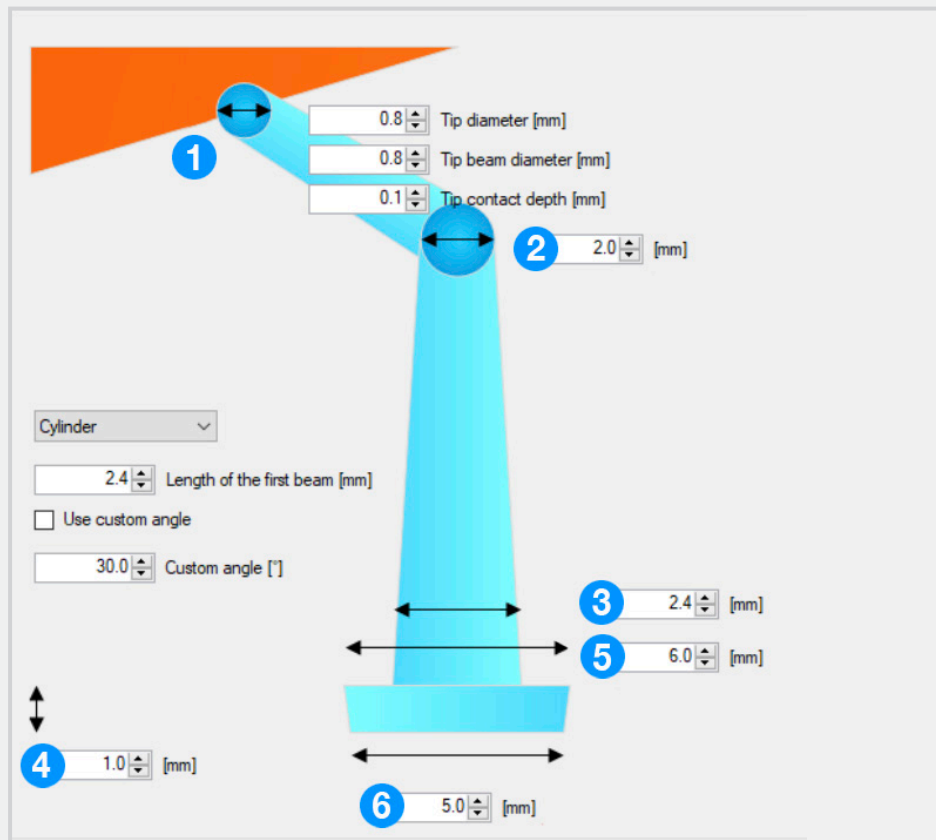 0.8 Tip diameter [mm]
1 0.8 Tip beam diameter [mm]
0.1 Tip contact depth [mm]
2 2.0 [mm]
Cylinder
2.4 Length of the first beam [mm]
Use custom angle
30.0 Custom angle [°]
3 2.4 [mm]
5 6.0 [mm]
4 1.0 [mm]
6 5.0 [mm]